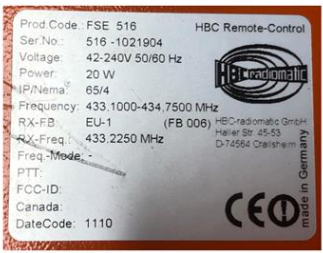 Prod.Code.: FSE 516
HBC Remote-Control
Ser.No.: 516-1021904
Voltage: 42-240V 50/60 Hz
Power: 20 W
IP/Nema: 65/4
HBC radiomatic
Frequency: 433.1000-434,7500 MHz
RX-FB EU-1 (FB 006)
HBC-radiomatic GmbH
Haller Str. 45-53
D-74564 Crailsheim
RX-Freq.: 433.2250 MHz
Freq.-Mode: -
PTT:
FCC-ID:
Canada:
DateCode: 1110
CE
made in Germany